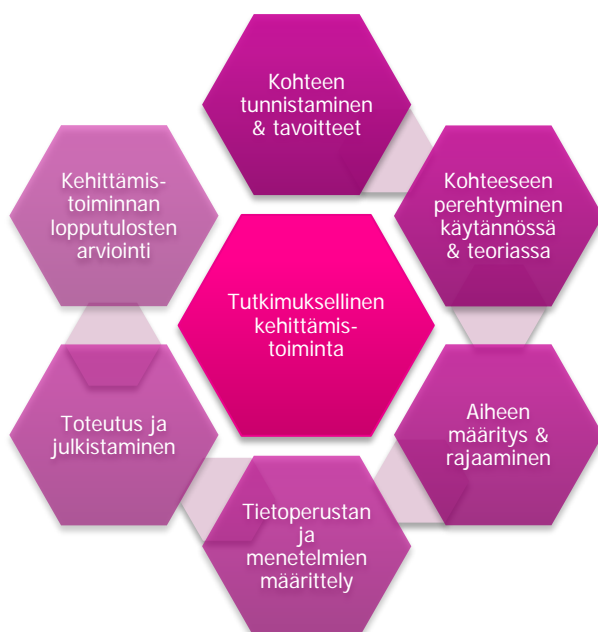 Kohteen
tunnistaminen
& tavoitteet
Kohteeseen
perehtyminen
käytännössä
& teoriassa
Aiheen
määritys &
rajaaminen
Tietoperustan
ja
menetelmien
määrittely
Toteutus ja
julkistaminen
Kehittämis-
toiminnan
lopputulosten
arviointi
Tutkimuksellinen
kehittämis-
toiminta